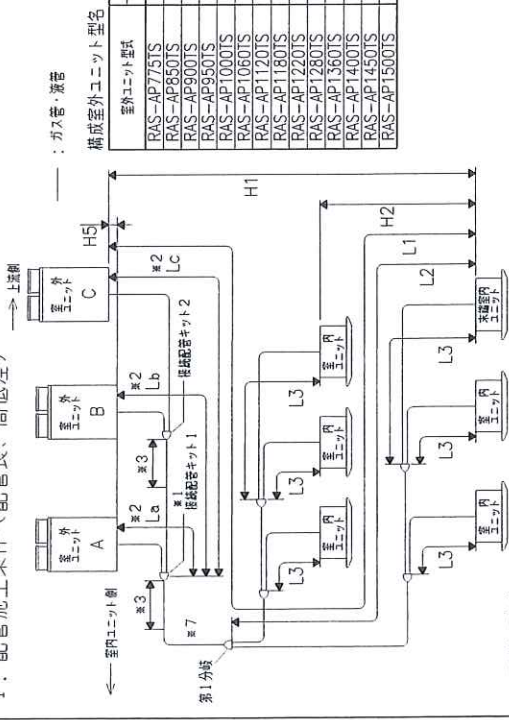 1．配管施工条件（配管長、高低差）
→ 上流側
← 室内ユニット側
室外ユニット
A
室外ユニット
B
室外ユニット
C
H5
※2
La
※2
Lb
※2
Lc
※3
※3
※1
接続配管キット1
接続配管キット2
※7
第1分岐
L3
L3
L3
室内ユニット
室内ユニット
室内ユニット
L3
L3
L3
室内ユニット
室内ユニット
末端室内ユニット
H1
H2
L1
L2
：ガス管・液管
構成室外ユニット型名
室外ユニット型式
RAS-AP775TS
RAS-AP850TS
RAS-AP900TS
RAS-AP950TS
RAS-AP1000TS
RAS-AP1060TS
RAS-AP1120TS
RAS-AP1180TS
RAS-AP1220TS
RAS-AP1280TS
RAS-AP1360TS
RAS-AP1400TS
RAS-AP1450TS
RAS-AP1500TS